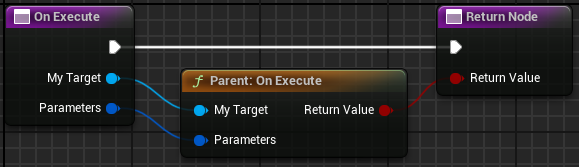 On Execute
My Target
Parameters
f Parent: On Execute
My Target
Return Value
Parameters
Return Node
Return Value